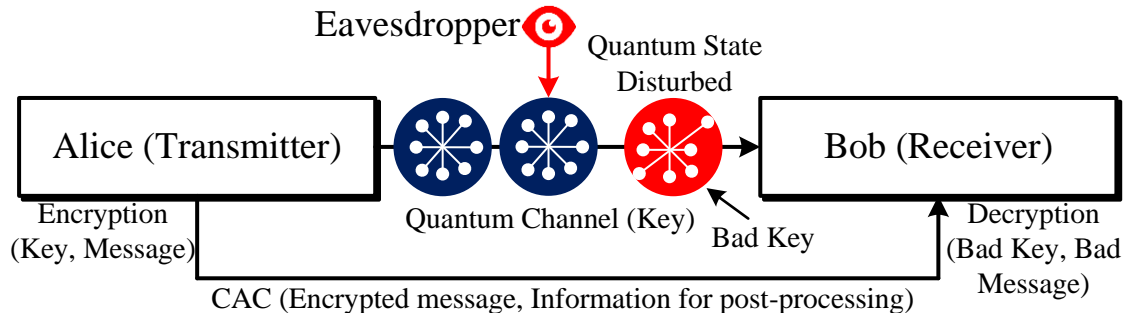 Eavesdropper
Quantum State
Disturbed
Alice (Transmitter)
Bob (Receiver)
Encryption
(Key, Message)
Quantum Channel (Key)
Bad Key
Decryption
(Bad Key, Bad
Message)
CAC (Encrypted message, Information for post-processing)